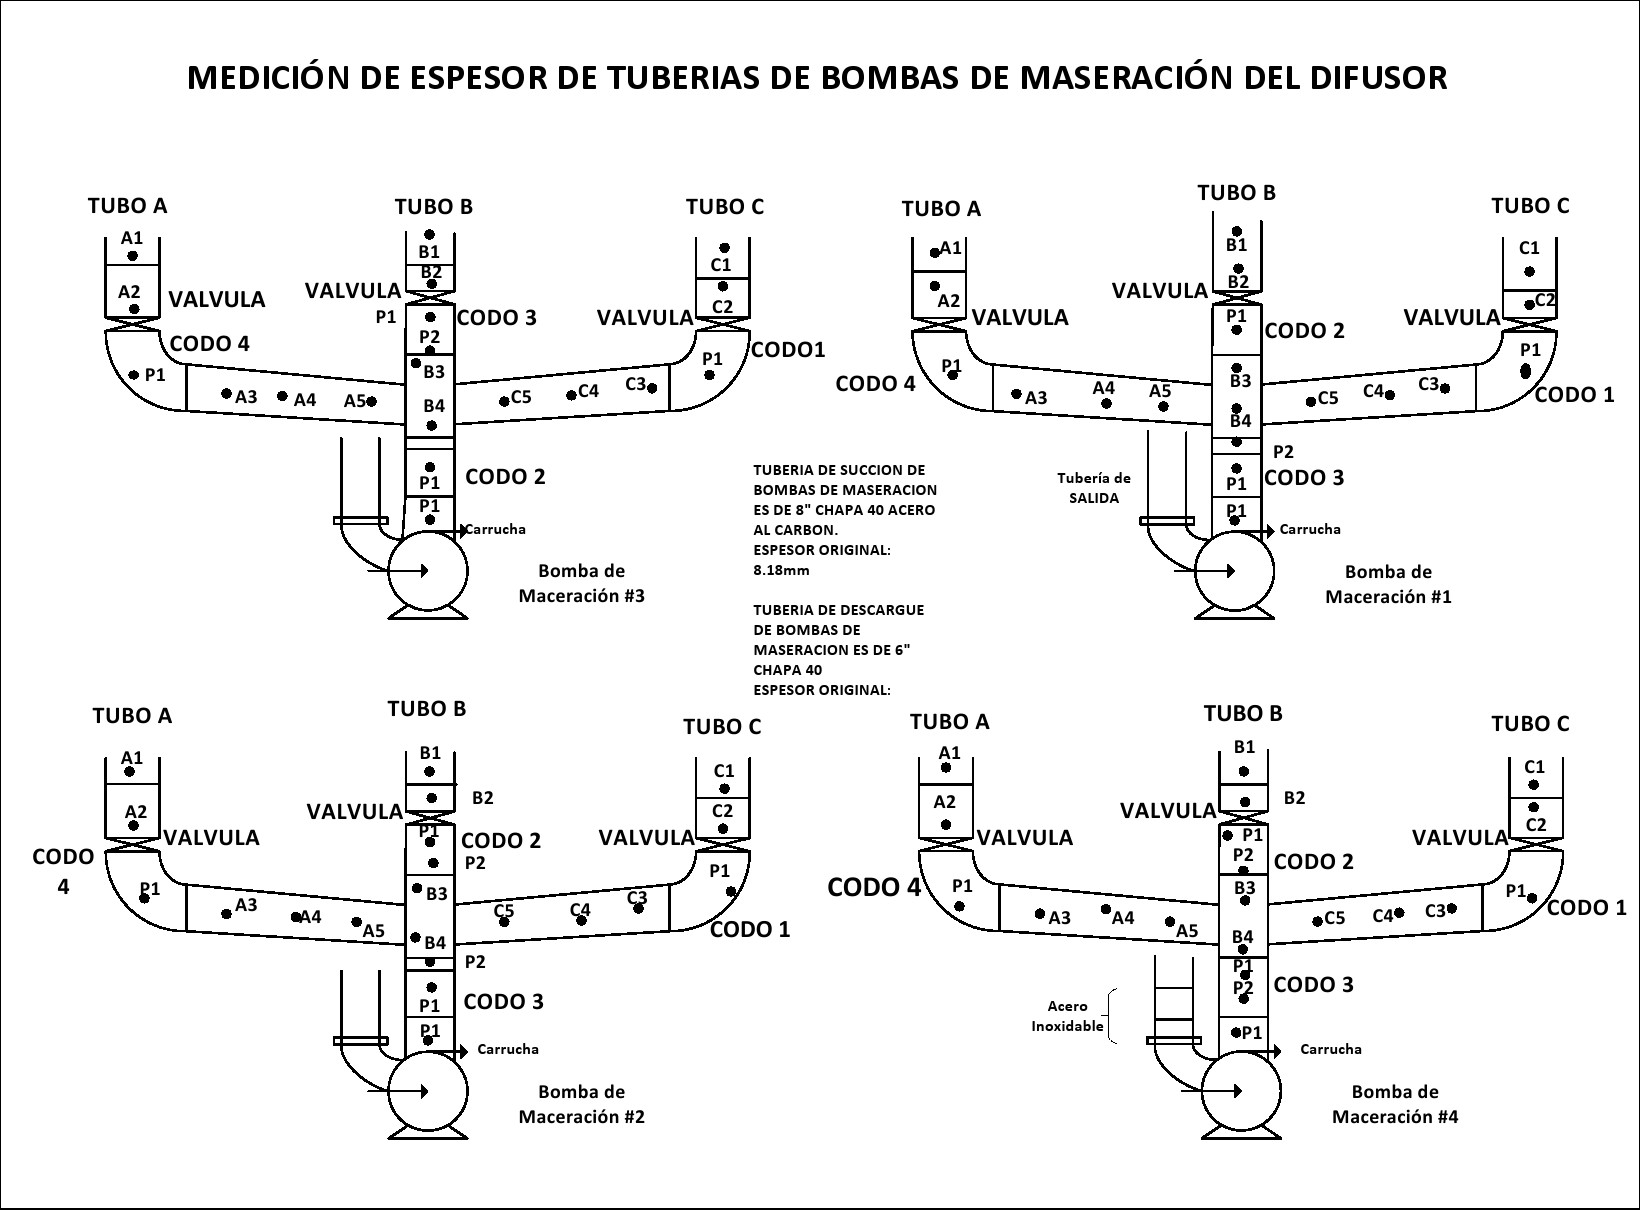 MEDICIÓN DE ESPESOR DE TUBERIAS DE BOMBAS DE MASERACIÓN DEL DIFUSOR
TUBO A
TUBO B
TUBO C
A1
B1
C1
B2
A2
VALVULA
VALVULA
C2
P1
CODO 3
VALVULA
P2
CODO 4
CODO1
P1
P1
B3
A3
A4
A5
B4
C5
C4
C3
CODO 2
P1
P1
Carrucha
Bomba de
Maceración #3
TUBO A
TUBO B
TUBO C
A1
B1
C1
B2
A2
VALVULA
C2
VALVULA
P1
VALVULA
CODO 2
P1
P1
CODO 4
B3
A3
A4
A5
B4
C5
C4
C3
CODO 1
P2
CODO 3
P1
Tubería de
SALIDA
P1
Carrucha
Bomba de
Maceración #1
TUBERIA DE SUCCION DE
BOMBAS DE MASERACION
ES DE 8" CHAPA 40 ACERO
AL CARBON.
ESPESOR ORIGINAL:
8.18mm
TUBERIA DE DESCARGUE
DE BOMBAS DE
MASERACION ES DE 6"
CHAPA 40
ESPESOR ORIGINAL:
TUBO A
TUBO B
TUBO C
A1
B1
C1
B2
A2
VALVULA
C2
VALVULA
P1
CODO 2
VALVULA
CODO
4
P2
P1
P1
B3
A3
A4
A5
B4
C5
C4
C3
CODO 1
P2
CODO 3
P1
P1
Carrucha
Bomba de
Maceración #2
TUBO A
TUBO B
TUBO C
A1
B1
C1
A2
B2
VALVULA
C2
VALVULA
P1
VALVULA
P2
CODO 2
CODO 4
P1
B3
P1
A3
A4
A5
B4
C5
C4
C3
CODO 1
P1
P2
CODO 3
Acero
Inoxidable
P1
Carrucha
Bomba de
Maceración #4